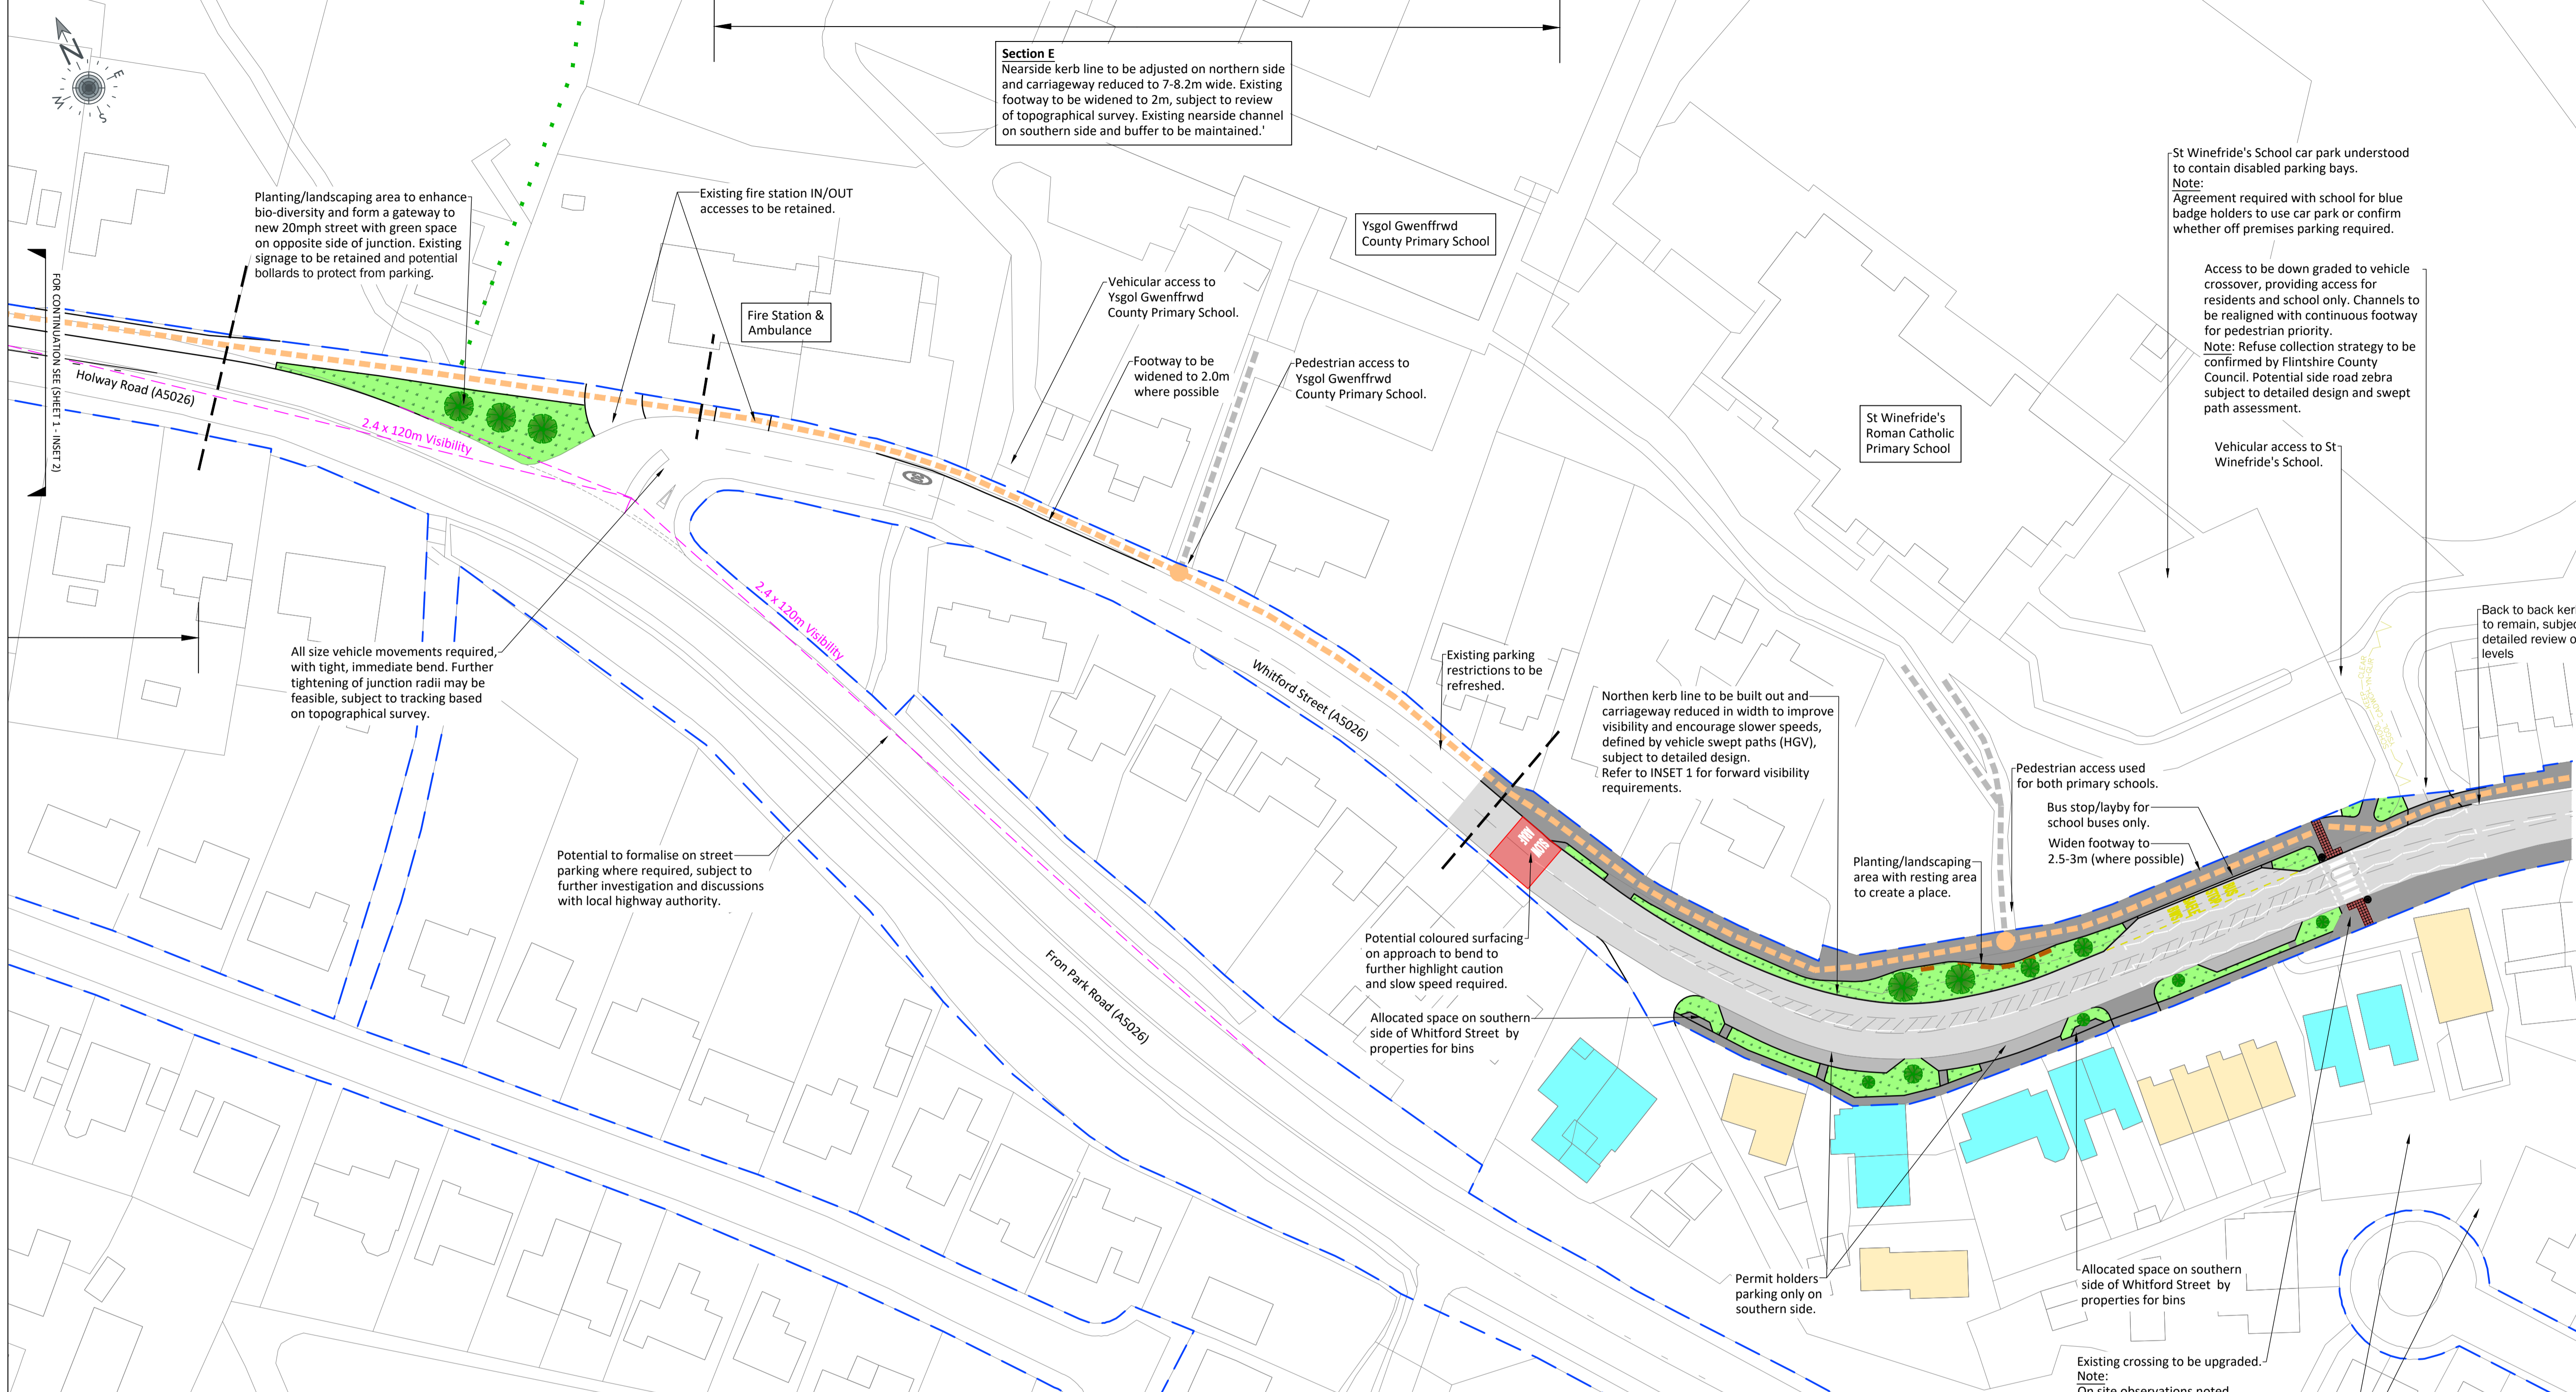 N
E
S
W
Section E
Nearside kerb line to be adjusted on northern side
and carriageway reduced to 7-8.2m wide. Existing
footway to be widened to 2m, subject to review
of topographical survey. Existing nearside channel
on southern side and buffer to be maintained.'
Planting/landscaping area to enhance
bio-diversity and form a gateway to
new 20mph street with green space
on opposite side of junction. Existing
signage to be retained and potential
bollards to protect from parking.
Existing fire station IN/OUT
accesses to be retained.
Fire Station &
Ambulance
Ysgol Gwenffrwd
County Primary School
Vehicular access to
Ysgol Gwenffrwd
County Primary School.
Footway to be
widened to 2.0m
where possible
Pedestrian access to
Ysgol Gwenffrwd
County Primary School.
St Winefride's School car park understood
to contain disabled parking bays.
Note:
Agreement required with school for blue
badge holders to use car park or confirm
whether off premises parking required.
Access to be down graded to vehicle
crossover, providing access for
residents and school only. Channels to
be realigned with continuous footway
for pedestrian priority.
Note: Refuse collection strategy to be
confirmed by Flintshire County
Council. Potential side road zebra
subject to detailed design and swept
path assessment.
St Winefride's
Roman Catholic
Primary School
Vehicular access to St
Winefride's School.
FOR CONTINUATION SEE (SHEET 1 - INSET 2)
Holway Road (A5026)
2.4 x 120m Visibility
2.4 x 120m Visibility
All size vehicle movements required,
with tight, immediate bend. Further
tightening of junction radii may be
feasible, subject to tracking based
on topographical survey.
Whitford Street (A5026)
Existing parking
restrictions to be
refreshed.
Northen kerb line to be built out and
carriageway reduced in width to improve
visibility and encourage slower speeds,
defined by vehicle swept paths (HGV),
subject to detailed design.
Refer to INSET 1 for forward visibility
requirements.
Back to back ker
to remain, subjec
detailed review o
levels
Pedestrian access used
for both primary schools.
Bus stop/layby for
school buses only.
Widen footway to
2.5-3m (where possible)
Planting/landscaping
area with resting area
to create a place.
Potential to formalise on street
parking where required, subject to
further investigation and discussions
with local highway authority.
Fron Park Road (A5026)
Potential coloured surfacing
on approach to bend to
further highlight caution
and slow speed required.
Allocated space on southern
side of Whitford Street by
properties for bins
Permit holders
parking only on
southern side.
Allocated space on southern
side of Whitford Street by
properties for bins
Existing crossing to be upgraded.
Note:
On site observations noted